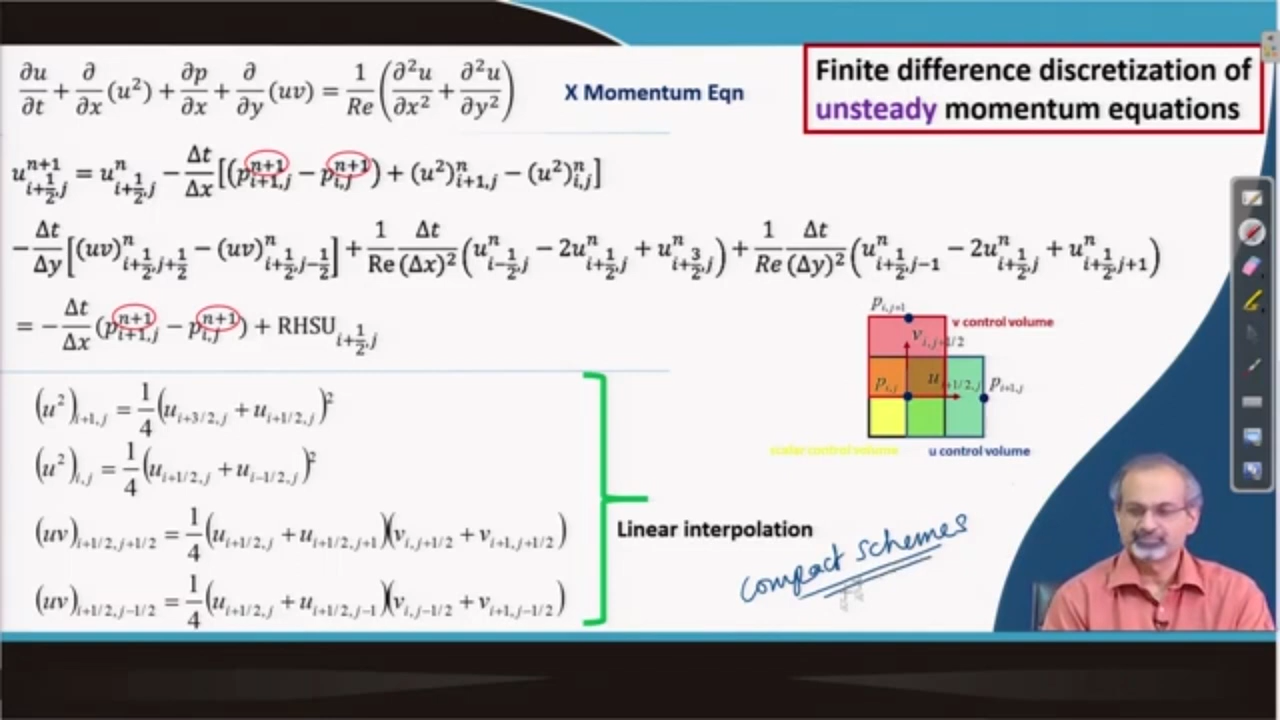 ∂u/∂t + ∂/∂x (u²) + ∂p/∂x + ∂/∂y (uv) = 1/Re (∂²u/∂x² + ∂²u/∂y²)
X Momentum Eqn
Finite difference discretization of
unsteady momentum equations
u^{n+1}_{i+1/2,j} = u^n_{i+1/2,j} − Δt/Δx [(p^{n+1}_{i+1,j} − p^{n+1}_{i,j}) + (u²)^n_{i+1,j} − (u²)^n_{i,j}]
− Δt/Δy [(uv)^n_{i+1/2,j+1/2} − (uv)^n_{i+1/2,j−1/2}] + 1/Re Δt/(Δx)² (u^n_{i−1/2,j} − 2u^n_{i+1/2,j} + u^n_{i+3/2,j}) + 1/Re Δt/(Δy)² (u^n_{i+1/2,j−1} − 2u^n_{i+1/2,j} + u^n_{i+1/2,j+1})
= − Δt/Δx (p^{n+1}_{i+1,j} − p^{n+1}_{i,j}) + RHSU_{i+1/2,j}
p_{i,j+1}
v control volume
v_{i,j+1/2}
p_{i,j} u_{i+1/2,j} p_{i+1,j}
scalar control volume u control volume
(u²)_{i+1,j} = 1/4 (u_{i+3/2,j} + u_{i+1/2,j})²
(u²)_{i,j} = 1/4 (u_{i+1/2,j} + u_{i−1/2,j})²
(uv)_{i+1/2,j+1/2} = 1/4 (u_{i+1/2,j} + u_{i+1/2,j+1})(v_{i,j+1/2} + v_{i+1,j+1/2})
(uv)_{i+1/2,j−1/2} = 1/4 (u_{i+1/2,j} + u_{i+1/2,j−1})(v_{i,j−1/2} + v_{i+1,j−1/2})
Linear interpolation
compact schemes